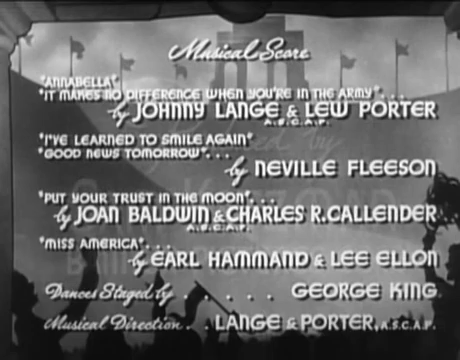 Musical Score
"ANNABELLA"
"IT MAKES NO DIFFERENCE WHEN YOU'RE IN THE ARMY" . . .
by JOHNNY LANGE & LEW PORTER
A.S.C.A.P.
"I'VE LEARNED TO SMILE AGAIN"
"GOOD NEWS TOMORROW" . . .
by NEVILLE FLEESON
"PUT YOUR TRUST IN THE MOON" . . .
by JOAN BALDWIN & CHARLES R. CALLENDER
A.S.C.A.P.
"MISS AMERICA" . . .
by EARL HAMMAND & LEE ELLON
Dances Staged by . . . . . GEORGE KING
Musical Direction . . LANGE & PORTER, A.S.C.A.P.